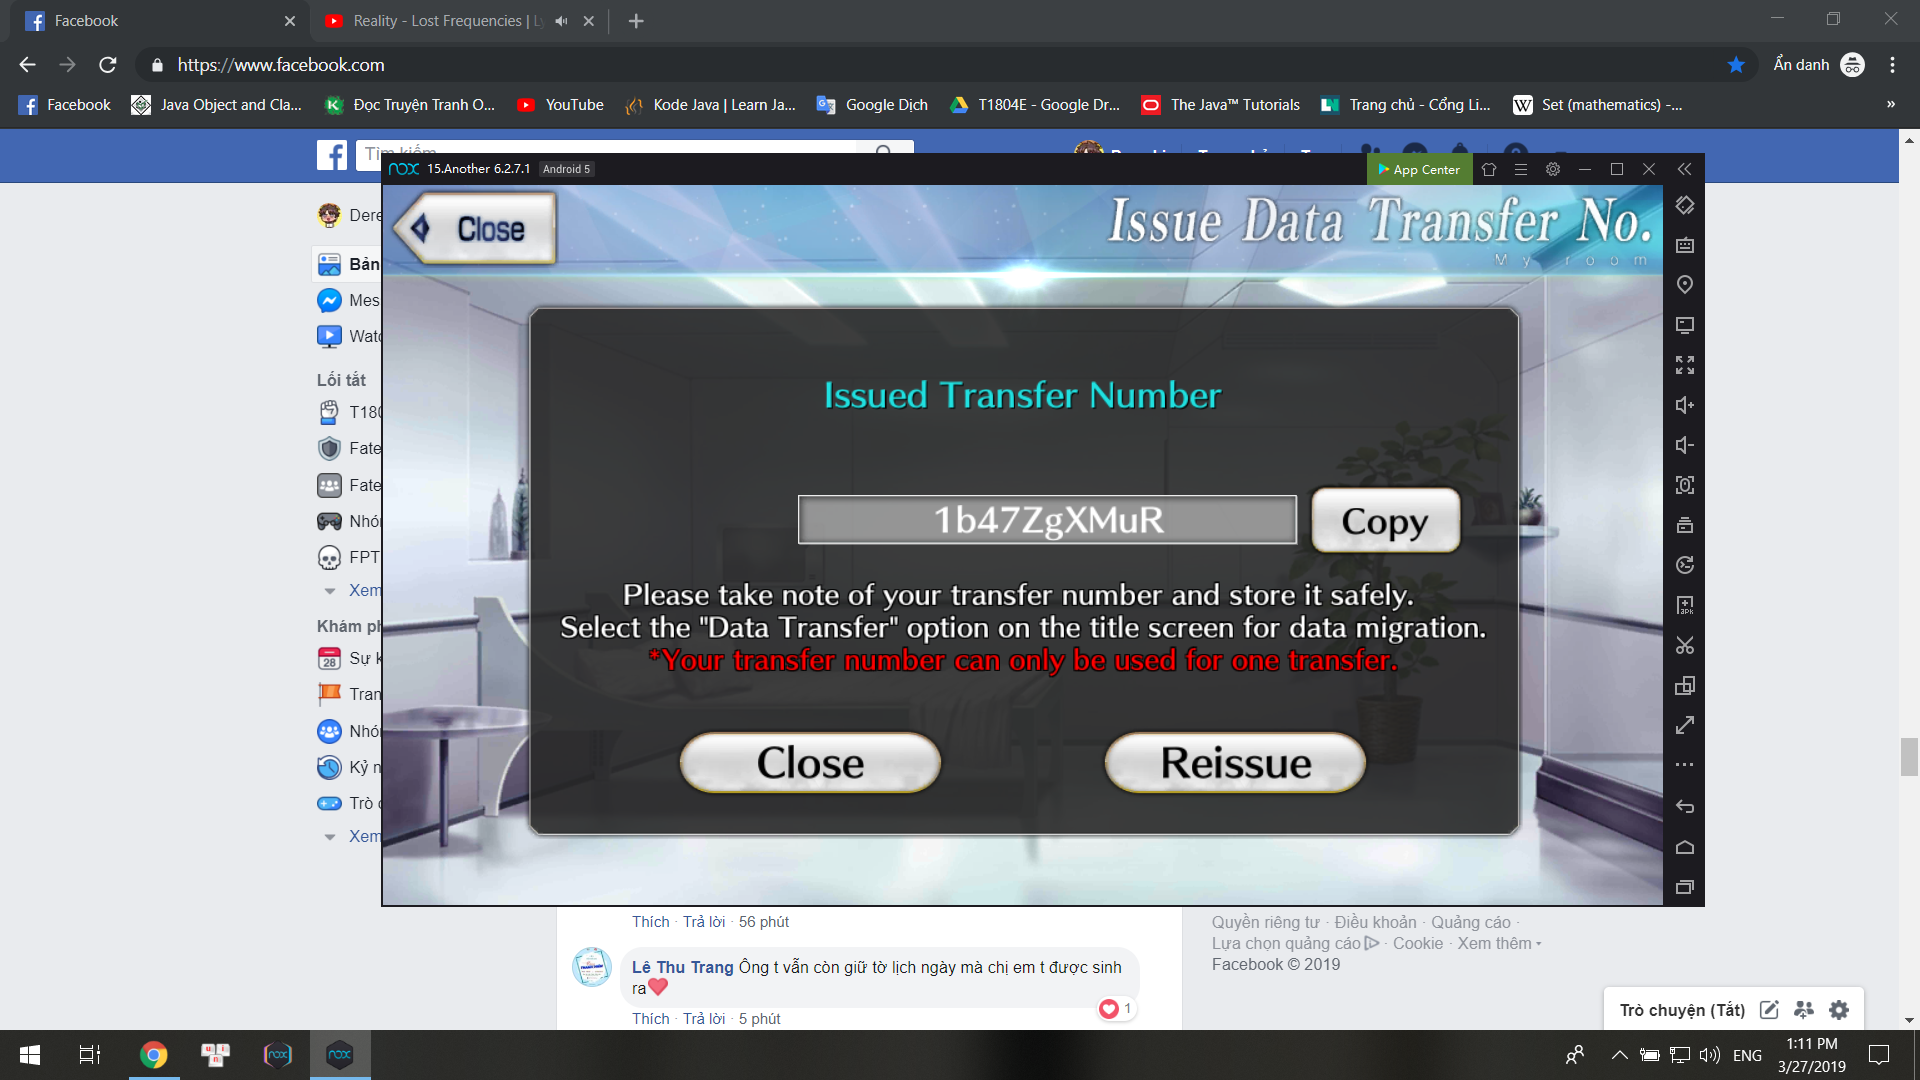 Facebook
Reality - Lost Frequencies | Ly
https://www.facebook.com
Ẩn danh
Facebook
Java Object and Cla...
Đọc Truyện Tranh O...
YouTube
Kode Java | Learn Ja...
Google Dịch
T1804E - Google Dr...
The Java™ Tutorials
Trang chủ - Cổng Li...
Set (mathematics) -...
»
Tìm kiếm
nox 15.Another 6.2.7.1 Android 5
App Center
Close
Issue Data Transfer No.
My room
Issued Transfer Number
1b47ZgXMuR
Copy
Please take note of your transfer number and store it safely.
Select the "Data Transfer" option on the title screen for data migration.
*Your transfer number can only be used for one transfer.
Close
Reissue
Dere
Bản
Mes
Watc
Lối tắt
T180
Fate
Fate
Nhó
FPT
Xem
Khám ph
28
Sự k
Tran
Nhó
Kỷ n
Trò c
Xem
Thích · Trả lời · 56 phút
Lê Thu Trang Ông t vẫn còn giữ tờ lịch ngày mà chị em t được sinh
ra❤
1
Thích · Trả lời · 5 phút
Quyền riêng tư · Điều khoản · Quảng cáo ·
Lựa chọn quảng cáo · Cookie · Xem thêm
Facebook © 2019
Trò chuyện (Tắt)
ENG
1:11 PM
3/27/2019